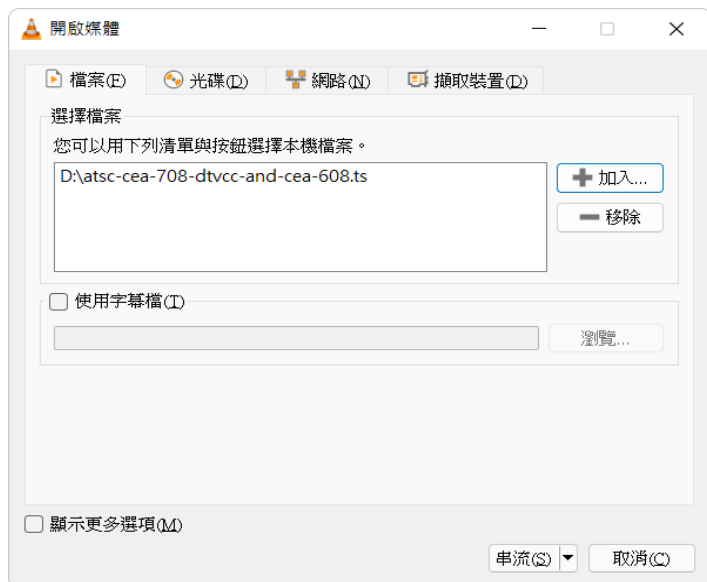 開啟媒體
檔案(F) 光碟(D) 網路(N) 擷取裝置(D)
選擇檔案
您可以用下列清單與按鈕選擇本機檔案。
D:\atsc-cea-708-dtvcc-and-cea-608.ts
加入...
移除
使用字幕檔(T)
瀏覽...
顯示更多選項(M)
串流(S) 取消(C)